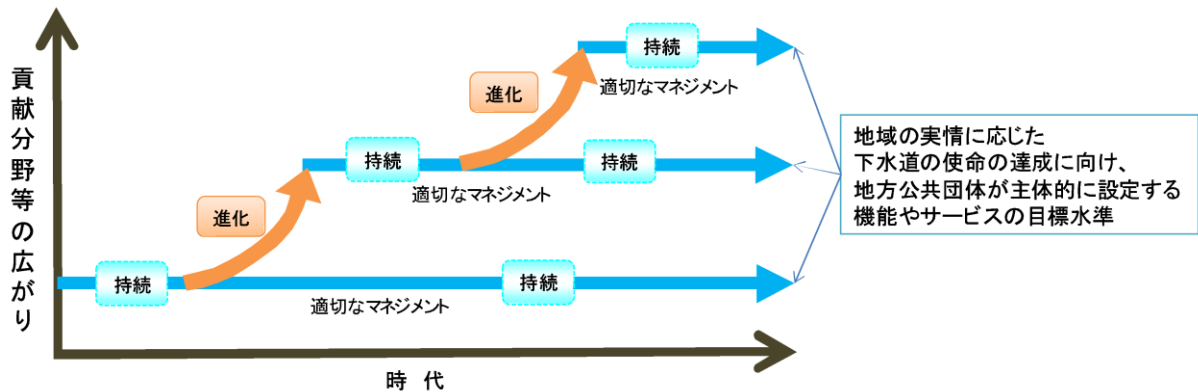 貢献分野等の広がり
持続
適切なマネジメント
進化
持続
適切なマネジメント
進化
持続
持続
適切なマネジメント
持続
地域の実情に応じた
下水道の使命の達成に向け、
地方公共団体が主体的に設定する
機能やサービスの目標水準
時 代